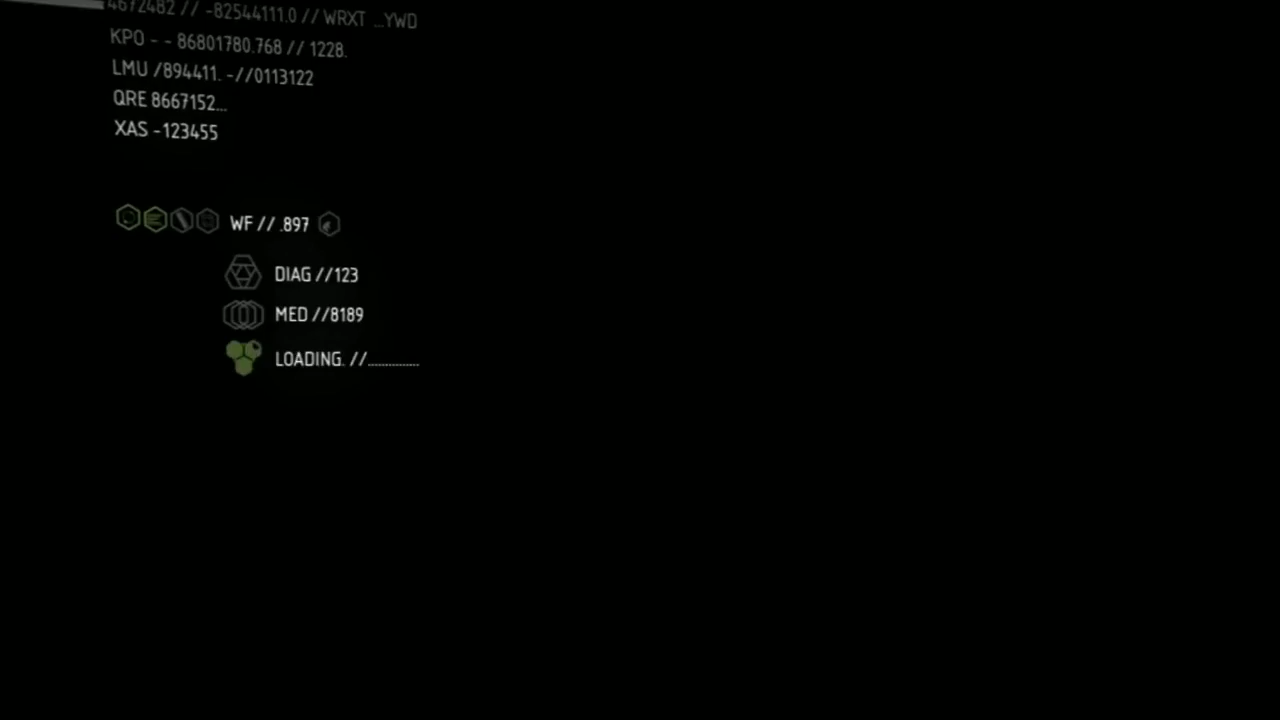 4672482 // -82544111.0 // WRXT ...YWD
KPO - - 86801780.768 // 1228.
LMU /894411. -//0113122
QRE 8667152...
XAS -123455
WF // .897
DIAG //123
MED //8189
LOADING. //...............